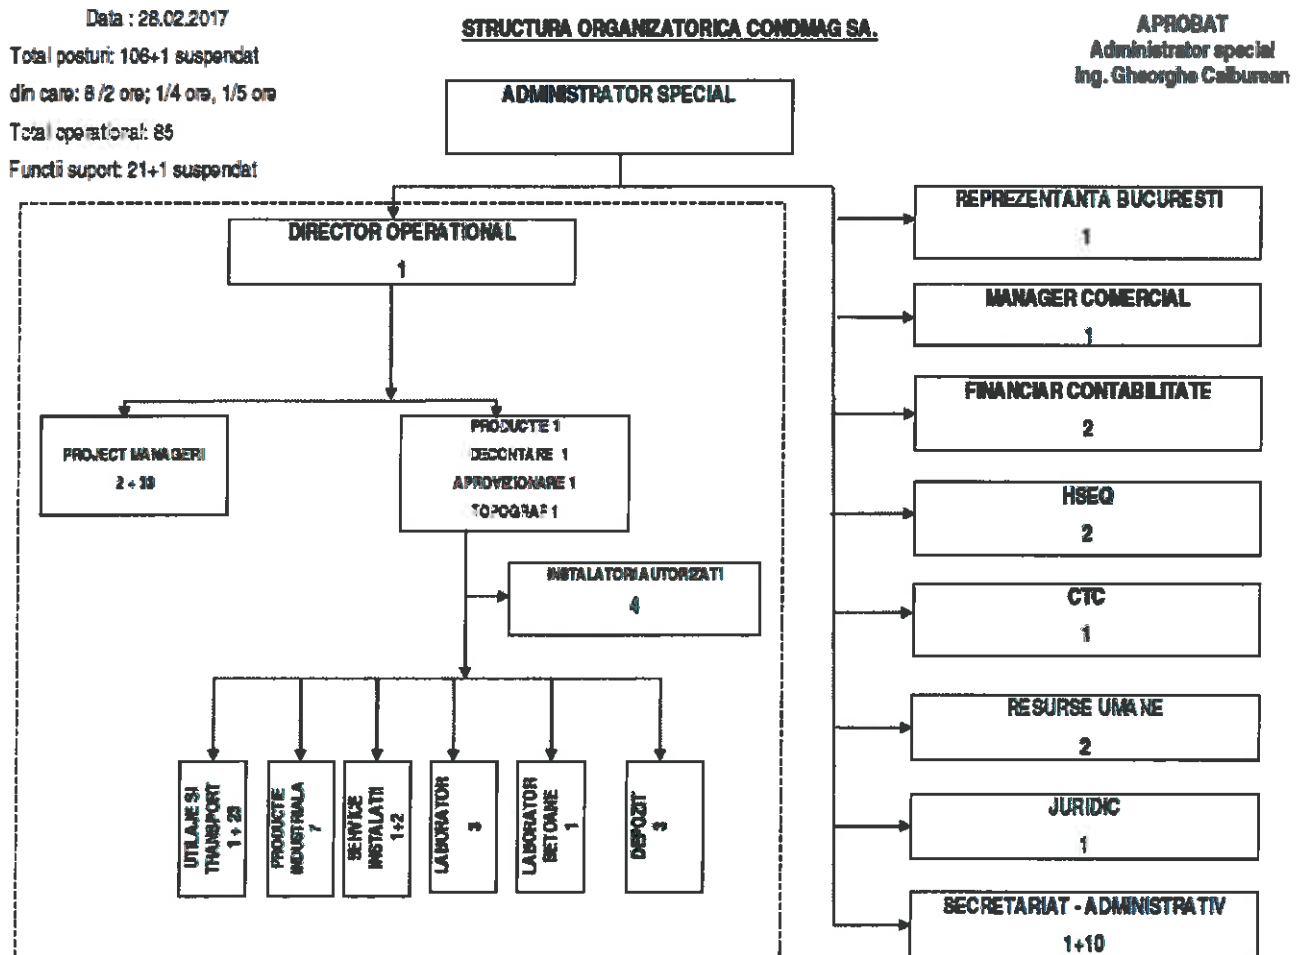 Data : 28.02.2017
Total posturi: 106+1 suspendat
din care: 8 /2 ore; 1/4 ore, 1/5 ore
Total operational: 85
Functii suport: 21+1 suspendat
STRUCTURA ORGANIZATORICA CONDMAG SA.
APROBAT
Administrator special
Ing. Gheorghe Calburean
ADMINISTRATOR SPECIAL
DIRECTOR OPERATIONAL
1
PROJECT MANAGERI
2 +
PRODUCTIE 1
DECONTARE 1
APROVIZIONARE 1
TOPOGRAF 1
INSTALATORI AUTORIZATI
4
UTILAJE SI
TRANSPORT
1 + 23
PRODUCTIE
INDUSTRIALA
7
SERVICE
INSTALATII
1+2
LABORATOR
3
LABORATOR
BETOANE
1
DEPOZIT
3
REPREZENTANTA BUCURESTI
1
MANAGER COMERCIAL
1
FINANCIAR CONTABILITATE
2
HSEQ
2
CTC
1
RESURSE UMANE
2
JURIDIC
1
SECRETARIAT - ADMINISTRATIV
1+10